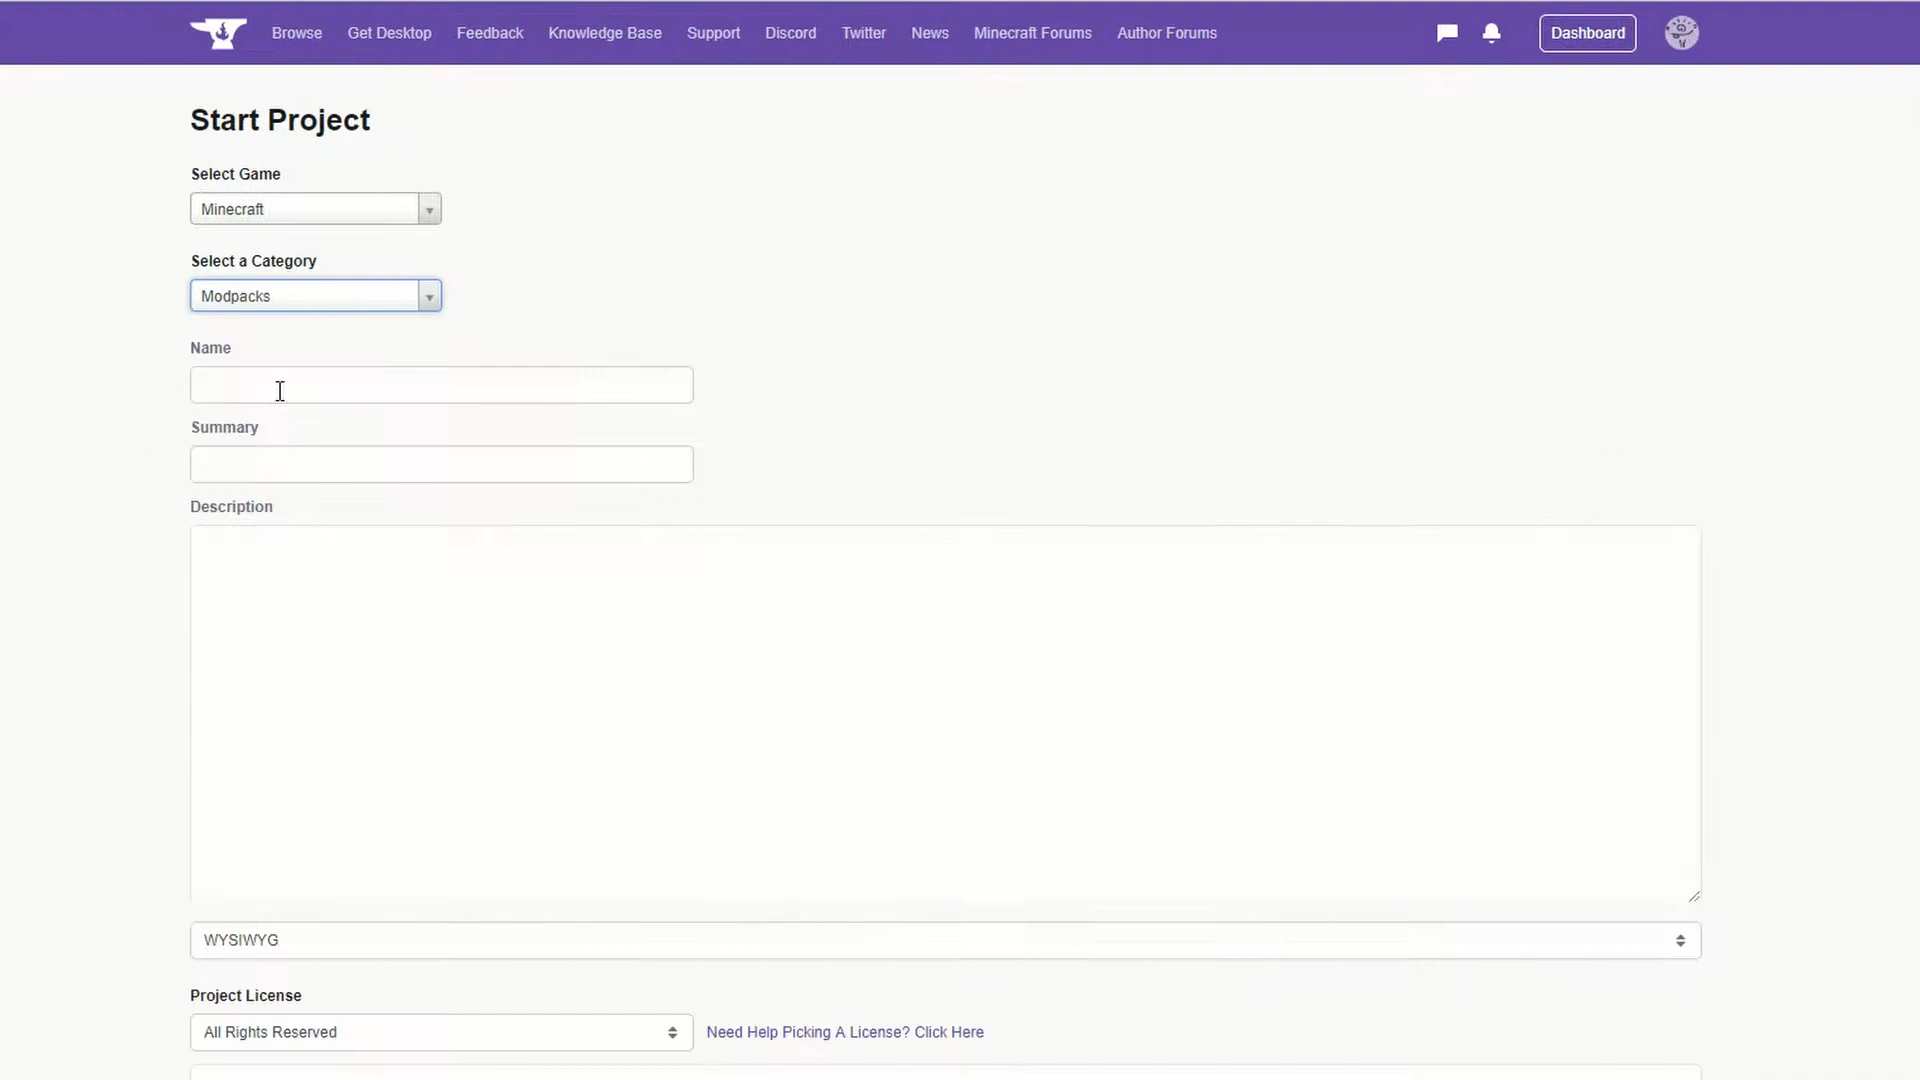 Browse Get Desktop Feedback Knowledge Base Support Discord Twitter News Minecraft Forums Author Forums Dashboard
Start Project
Select Game
Minecraft
Select a Category
Modpacks
Name
Summary
Description
WYSIWYG
Project License
All Rights Reserved Need Help Picking A License? Click Here